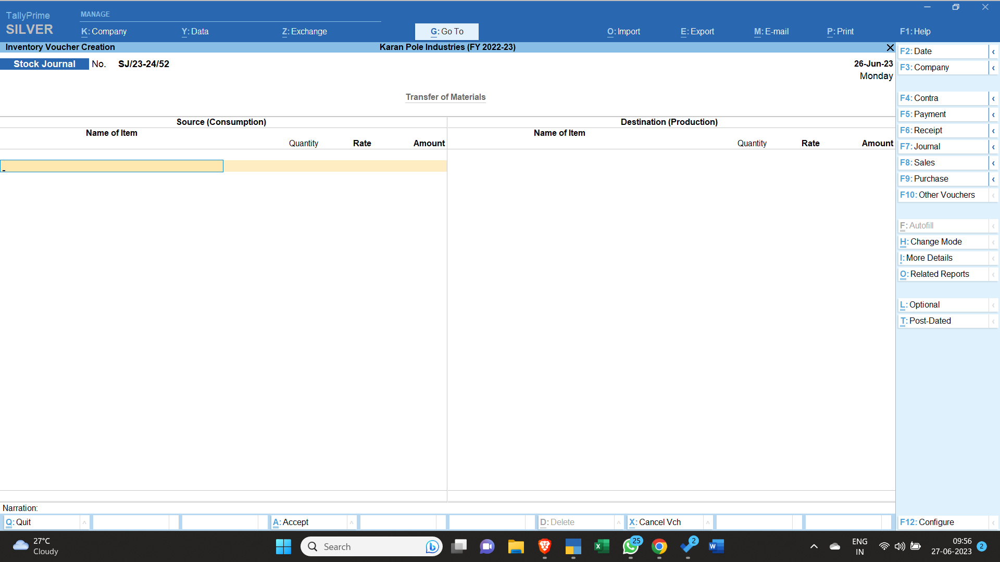 TallyPrime
SILVER
MANAGE
K: Company
Y: Data
Z: Exchange
G: Go To
O: Import
E: Export
M: E-mail
P: Print
F1: Help
Inventory Voucher Creation
Karan Pole Industries (FY 2022-23)
Stock Journal No. SJ/23-24/52
26-Jun-23
Monday
Transfer of Materials
Source (Consumption)
Destination (Production)
Name of Item
Quantity Rate Amount
Name of Item
Quantity Rate Amount
F2: Date
F3: Company
F4: Contra
F5: Payment
F6: Receipt
F7: Journal
F8: Sales
F9: Purchase
F10: Other Vouchers
F: Autofill
H: Change Mode
I: More Details
O: Related Reports
L: Optional
T: Post-Dated
Narration:
Q: Quit
A: Accept
D: Delete
X: Cancel Vch
F12: Configure
27°C
Cloudy
Search
25
2
ENG
IN
09:56
27-06-2023
2